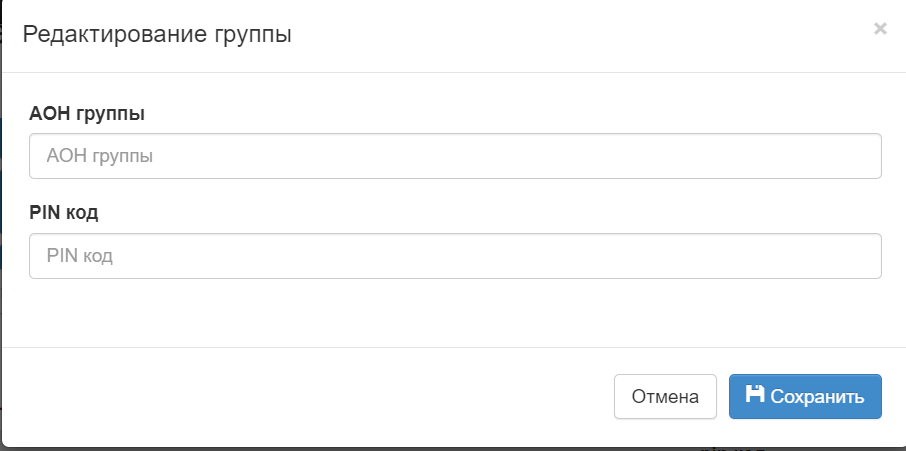 Редактирование группы
×
АОН группы
АОН группы
PIN код
PIN код
Отмена
Сохранить